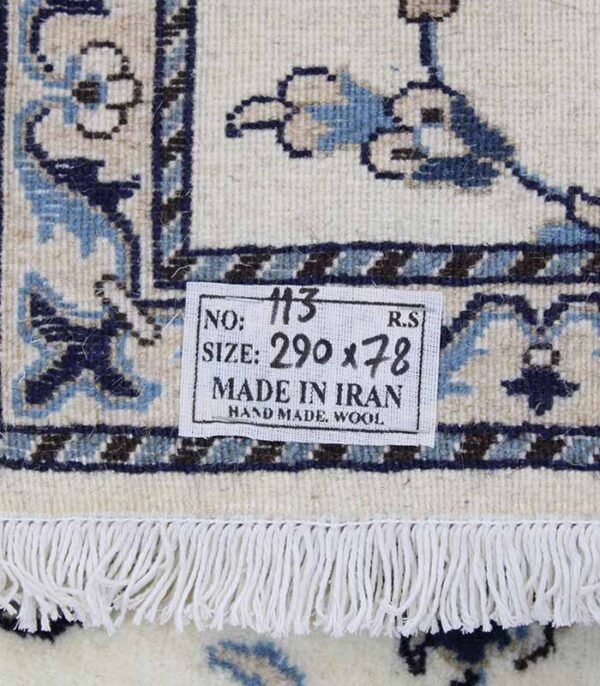 NO: 113 R.S
SIZE: 290 x 78
MADE IN IRAN
HAND MADE. WOOL